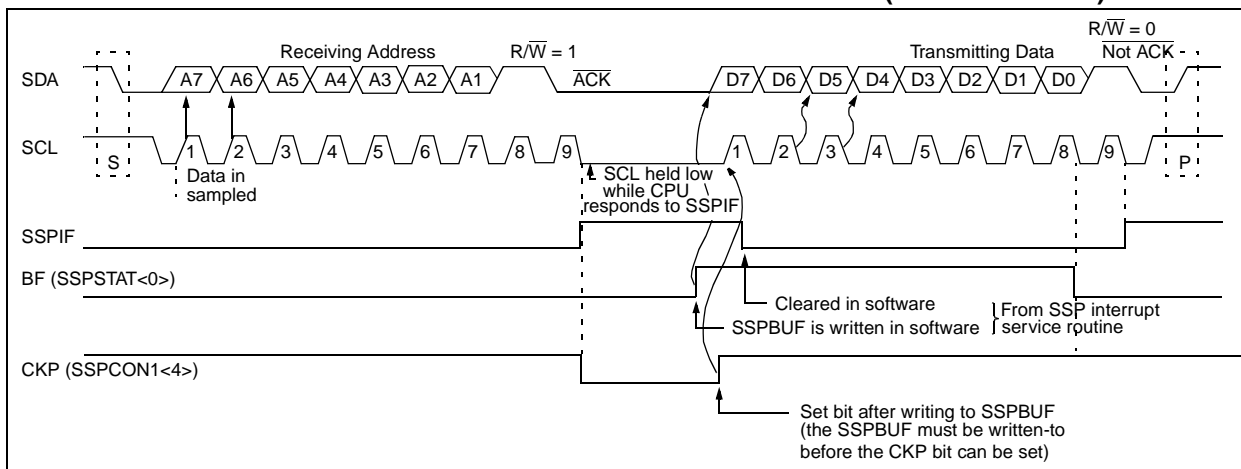 R/W = 0
Receiving Address R/W = 1 Transmitting Data Not ACK
SDA A7 A6 A5 A4 A3 A2 A1 ACK D7 D6 D5 D4 D3 D2 D1 D0
SCL 1 2 3 4 5 6 7 8 9 1 2 3 4 5 6 7 8 9
S P
Data in
sampled
SCL held low
while CPU
responds to SSPIF
SSPIF
BF (SSPSTAT<0>)
Cleared in software
SSPBUF is written in software
From SSP interrupt
service routine
CKP (SSPCON1<4>)
Set bit after writing to SSPBUF
(the SSPBUF must be written-to
before the CKP bit can be set)